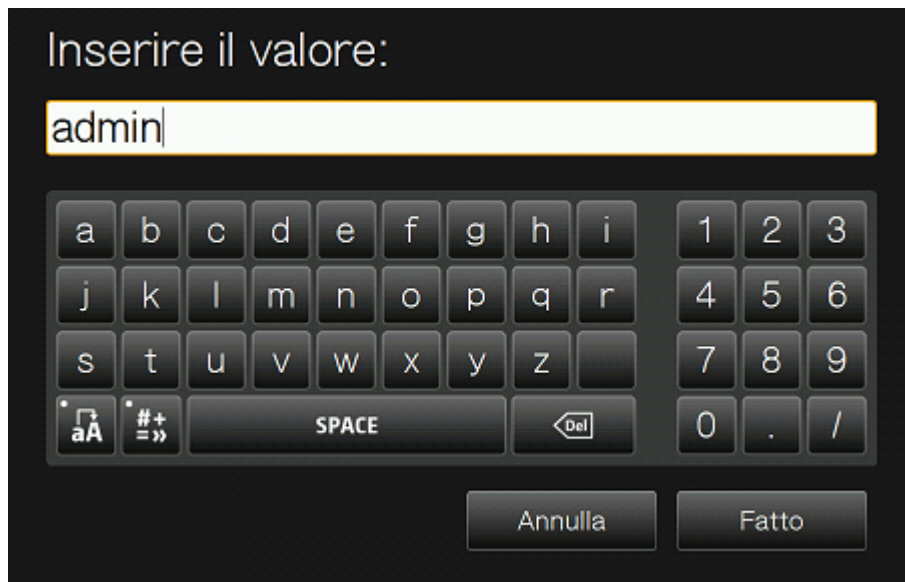 Inserire il valore:
admin
a b c d e f g h i 1 2 3
j k l m n o p q r 4 5 6
s t u v w x y z 7 8 9
aA #+=» SPACE Del 0 . /
Annulla Fatto